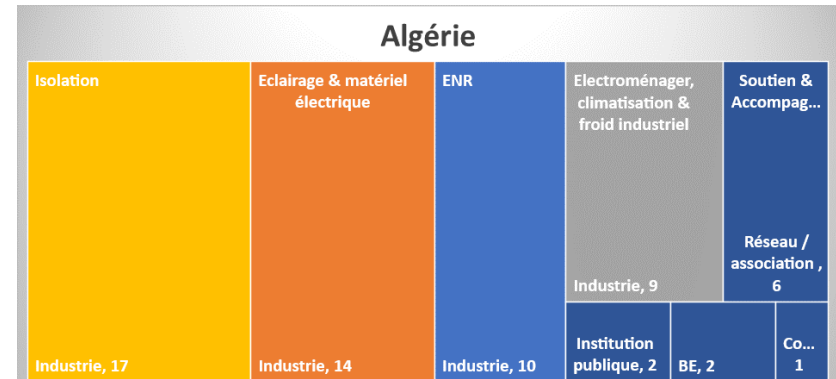 Algérie
Isolation
Industrie, 17
Eclairage & matériel
électrique
Industrie, 14
ENR
Industrie, 10
Electroménager,
climatisation &
froid industriel
Industrie, 9
Soutien &
Accompag...
Réseau /
association ,
6
Institution
publique, 2
BE, 2
Co...
1